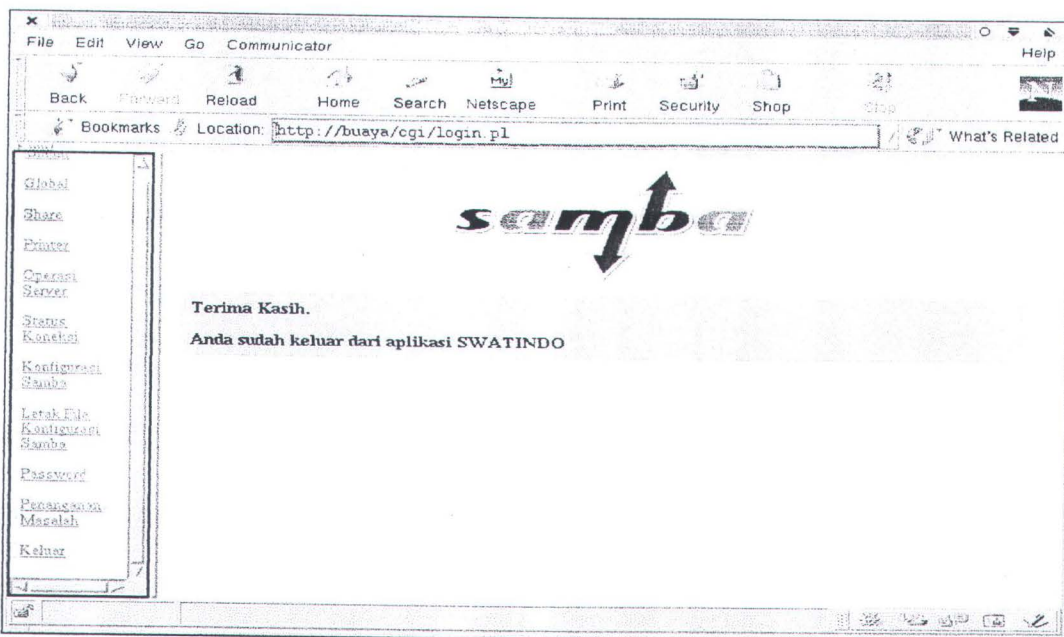 File Edit View Go Communicator
Help
Back Forward Reload Home Search Netscape Print Security Shop Stop
My
Bookmarks Location: http://buaya/cgi/login.pl What's Related
Global
Share
Printer
Operasi
Server
Status
Koneksi
Konfigurasi
Samba
Letak File
Konfigurasi
Samba
Password
Penanganan
Masalah
Keluar
samba
Terima Kasih.
Anda sudah keluar dari aplikasi SWATINDO